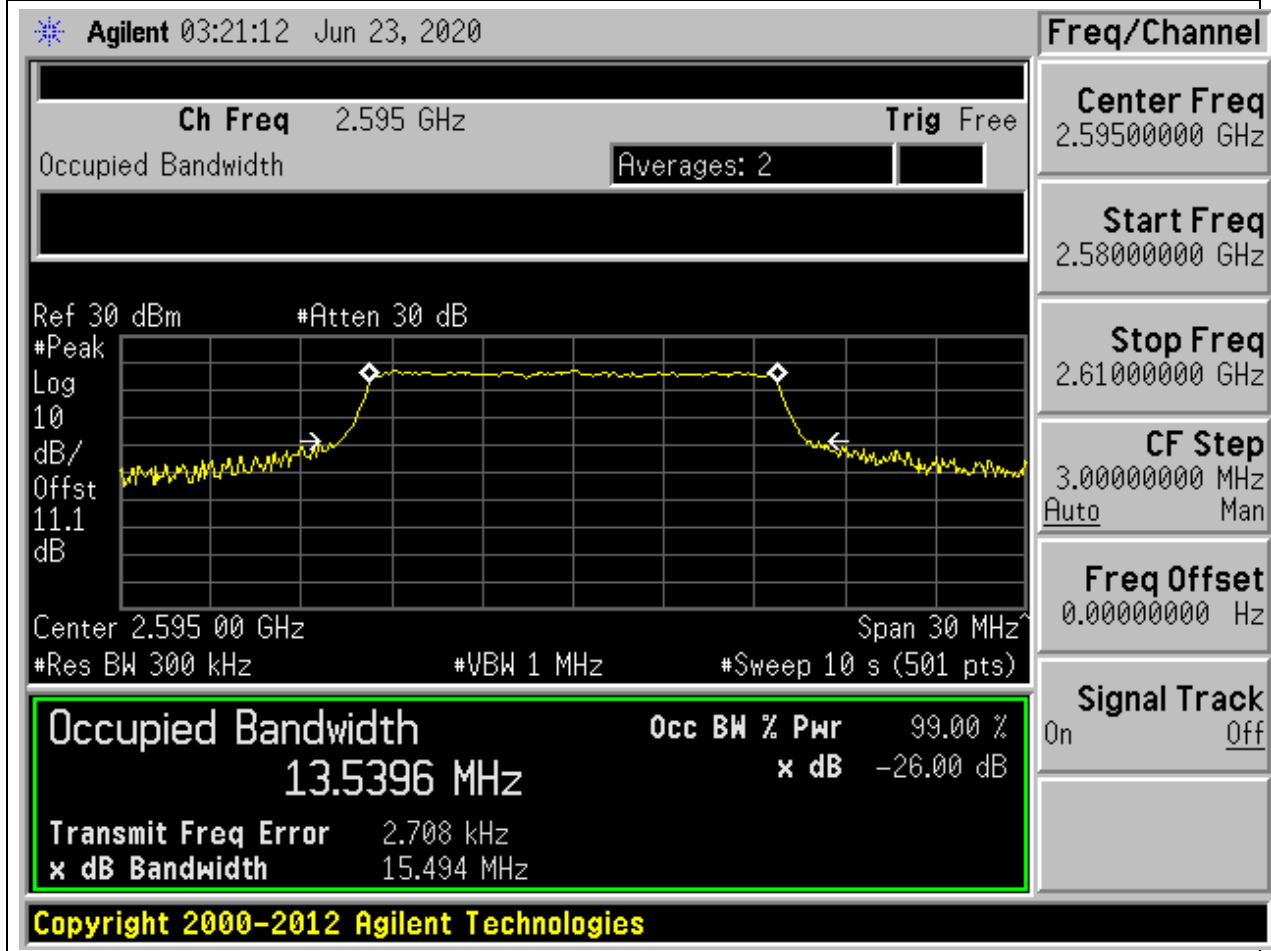 Agilent 03:21:12 Jun 23, 2020
Freq/Channel
Ch Freq 2.595 GHz Trig Free
Occupied Bandwidth Averages: 2
Ref 30 dBm #Atten 30 dB
#Peak
Log
10
dB/
Offst
11.1
dB
Center 2.595 00 GHz Span 30 MHz^
#Res BW 300 kHz #VBW 1 MHz #Sweep 10 s (501 pts)
Occupied Bandwidth Occ BW % Pwr 99.00 %
13.5396 MHz x dB -26.00 dB
Transmit Freq Error 2.708 kHz
x dB Bandwidth 15.494 MHz
Center Freq
2.59500000 GHz
Start Freq
2.58000000 GHz
Stop Freq
2.61000000 GHz
CF Step
3.00000000 MHz
Auto Man
Freq Offset
0.00000000 Hz
Signal Track
On Off
Copyright 2000-2012 Agilent Technologies